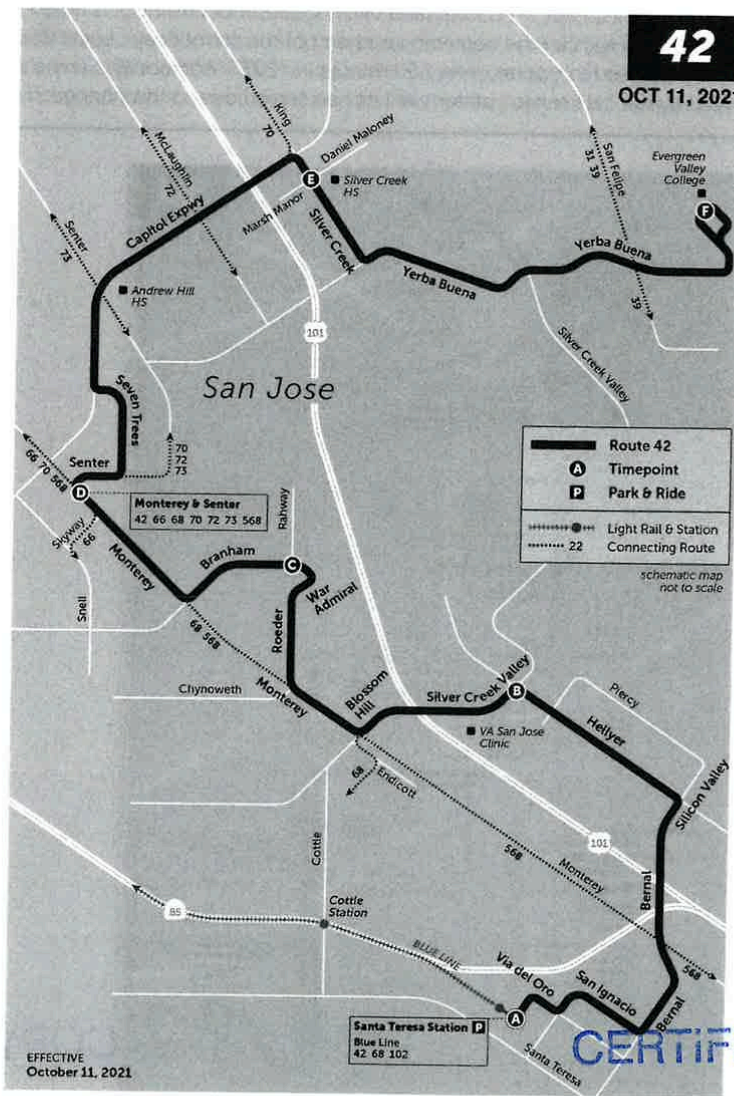 42
OCT 11, 2021
King
70
Daniel Maloney
McLaughlin
72
Silver Creek
HS
Marsh Manor
Capitol Expwy
E
Silver Creek
San Felipe
31 39
Evergreen
Valley
College
F
Senter
73
Yerba Buena
Yerba Buena
39
Andrew Hill
HS
101
Silver Creek Valley
San Jose
Seven Trees
70
72
73
Senter
66 70 568
D
Monterey & Senter
42 66 68 70 72 73 568
Route 42
A Timepoint
P Park & Ride
Light Rail & Station
22 Connecting Route
schematic map
not to scale
Skyway
66
Snell
Monterey
Branham
Rahway
C
War
Admiral
Roeder
68 568
Chynoweth
Monterey
Blossom
Hill
Silver Creek Valley
B
VA San Jose
Clinic
Piercy
Hellyer
Silicon Valley
68
Endicott
Cottle
568
Monterey
101
Bernal
85
Cottle
Station
BLUE LINE
Via del Oro
San Ignacio
568
Bernal
A
Santa Teresa Station P
Blue Line
42 68 102
Santa Teresa
CERTIF
EFFECTIVE
October 11, 2021